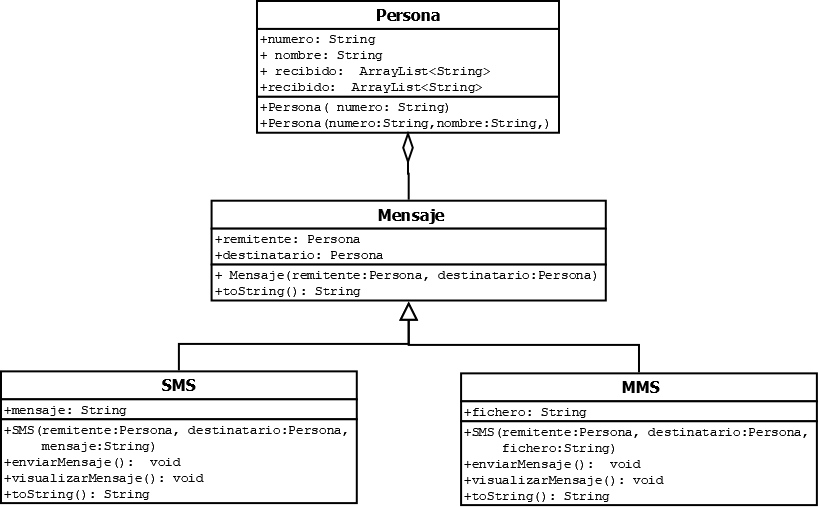 Persona
+numero: String
+ nombre: String
+ recibido:  ArrayList<String>
+recibido:  ArrayList<String>
+Persona( numero: String)
+Persona(numero:String,nombre:String,)
Mensaje
+remitente: Persona
+destinatario: Persona
+ Mensaje(remitente:Persona, destinatario:Persona)
+toString(): String
SMS
+mensaje: String
+SMS(remitente:Persona, destinatario:Persona,
mensaje:String)
+enviarMensaje():  void
+visualizarMensaje(): void
+toString(): String
MMS
+fichero: String
+SMS(remitente:Persona, destinatario:Persona,
fichero:String)
+enviarMensaje():  void
+visualizarMensaje(): void
+toString(): String